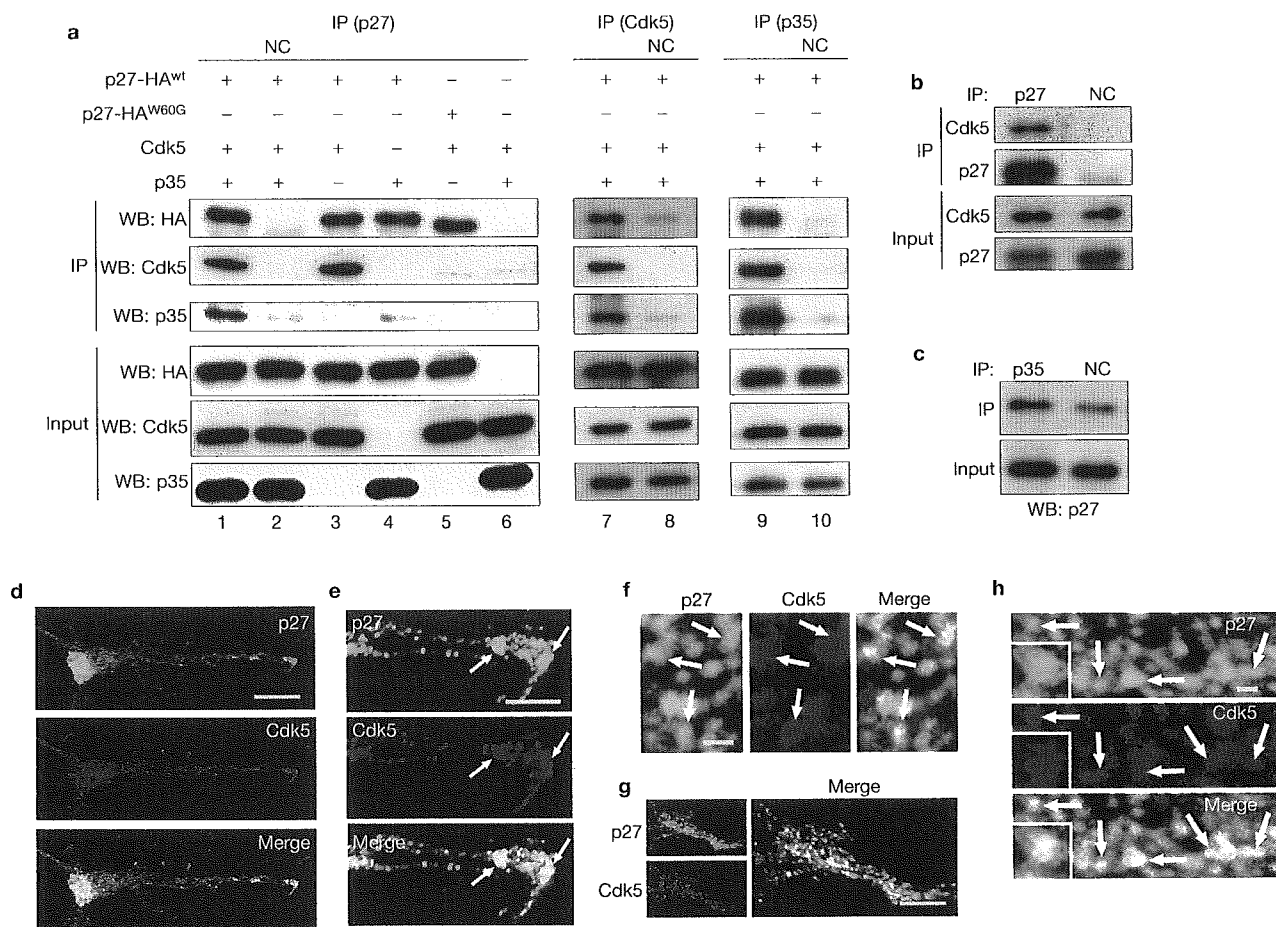 a
IP (p27)
NC
IP (Cdk5)
NC
IP (p35)
NC
p27-HAwt + + + + – – + + + +
p27-HAW60G – – – – + – – – – –
Cdk5 + + + – + + + + + +
p35 + + – + – + + + + +
IP
WB: HA
WB: Cdk5
WB: p35
Input
WB: HA
WB: Cdk5
WB: p35
1 2 3 4 5 6 7 8 9 10
b
IP: p27 NC
IP
Cdk5
p27
Input
Cdk5
p27
c
IP: p35 NC
IP
Input
WB: p27
d
p27
Cdk5
Merge
e
p27
Cdk5
Merge
f
p27 Cdk5 Merge
g
Merge
p27
Cdk5
h
p27
Cdk5
Merge